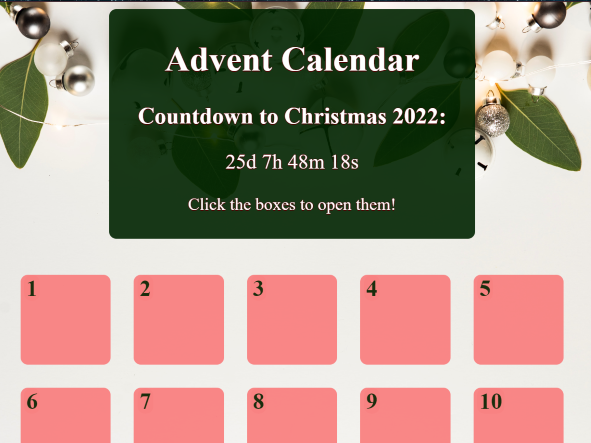 Advent Calendar
Countdown to Christmas 2022:
25d 7h 48m 18s
Click the boxes to open them!
1 2 3 4 5
6 7 8 9 10